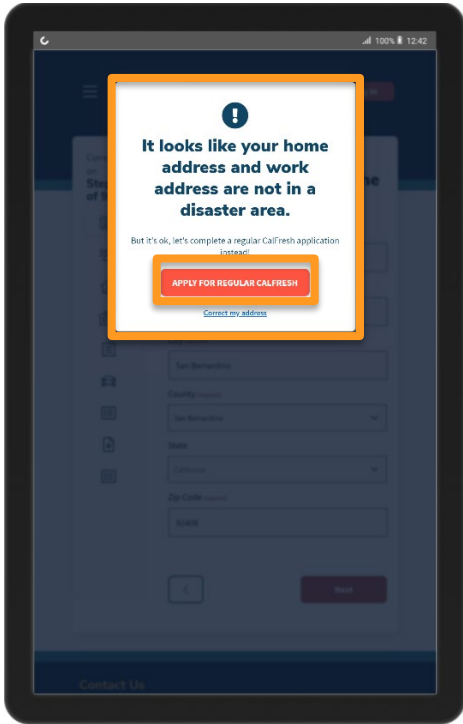 100% 12:42
It looks like your home
address and work
address are not in a
disaster area.
But it's ok, let's complete a regular CalFresh application
instead!
APPLY FOR REGULAR CALFRESH
Correct my address
San Bernardino
County (required)
San Bernardino
State
California
Zip Code (required)
Next
Contact Us